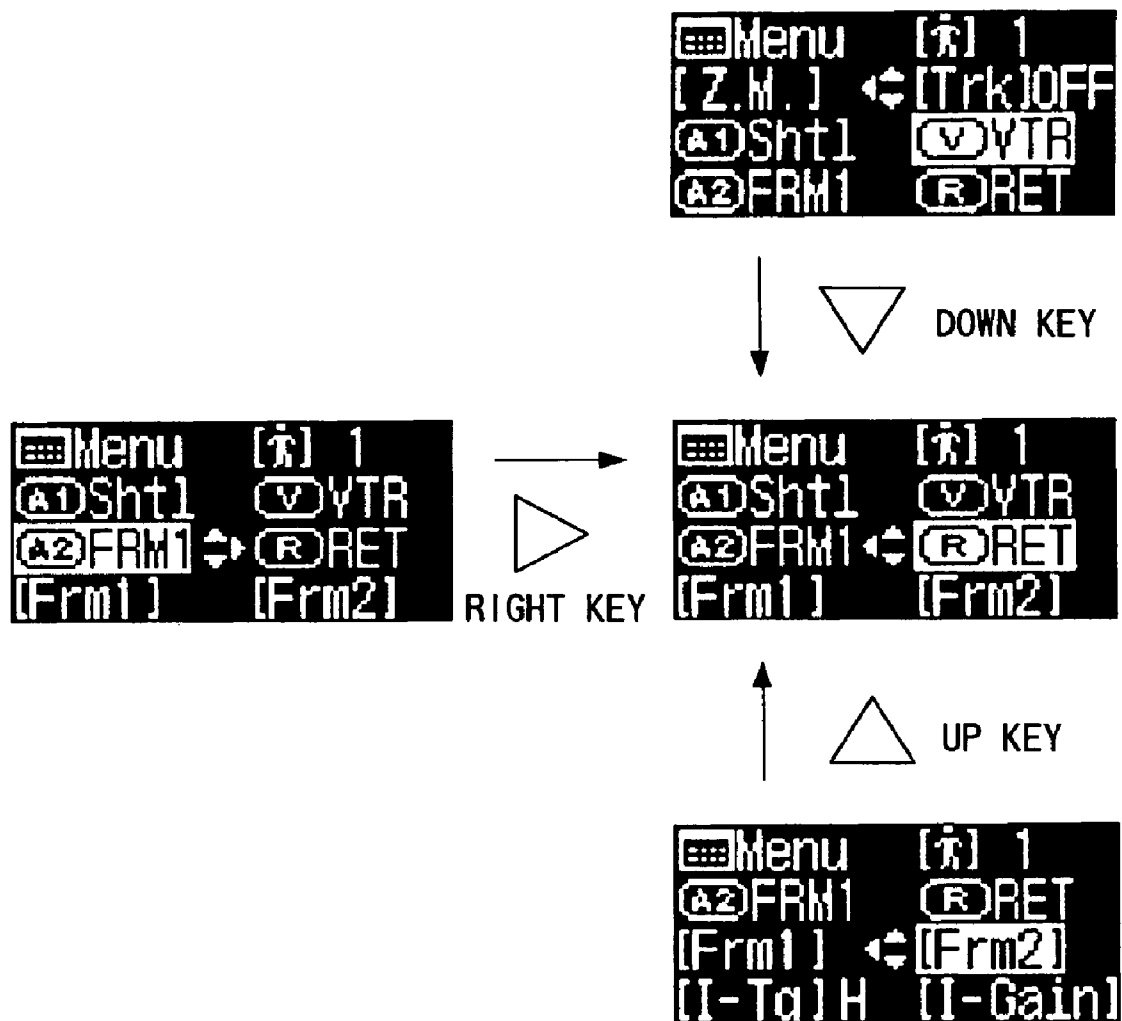 Menu [] 1
[Z.M.] [Trk]OFF
A1 Shtl V VTR
A2 FRM1 R RET
DOWN KEY
Menu [] 1
A1 Shtl V VTR
A2 FRM1 R RET
[Frm1] [Frm2]
RIGHT KEY
Menu [] 1
A1 Shtl V VTR
A2 FRM1 R RET
[Frm1] [Frm2]
UP KEY
Menu [] 1
A2 FRM1 R RET
[Frm1] [Frm2]
[I-Tg]H [I-Gain]